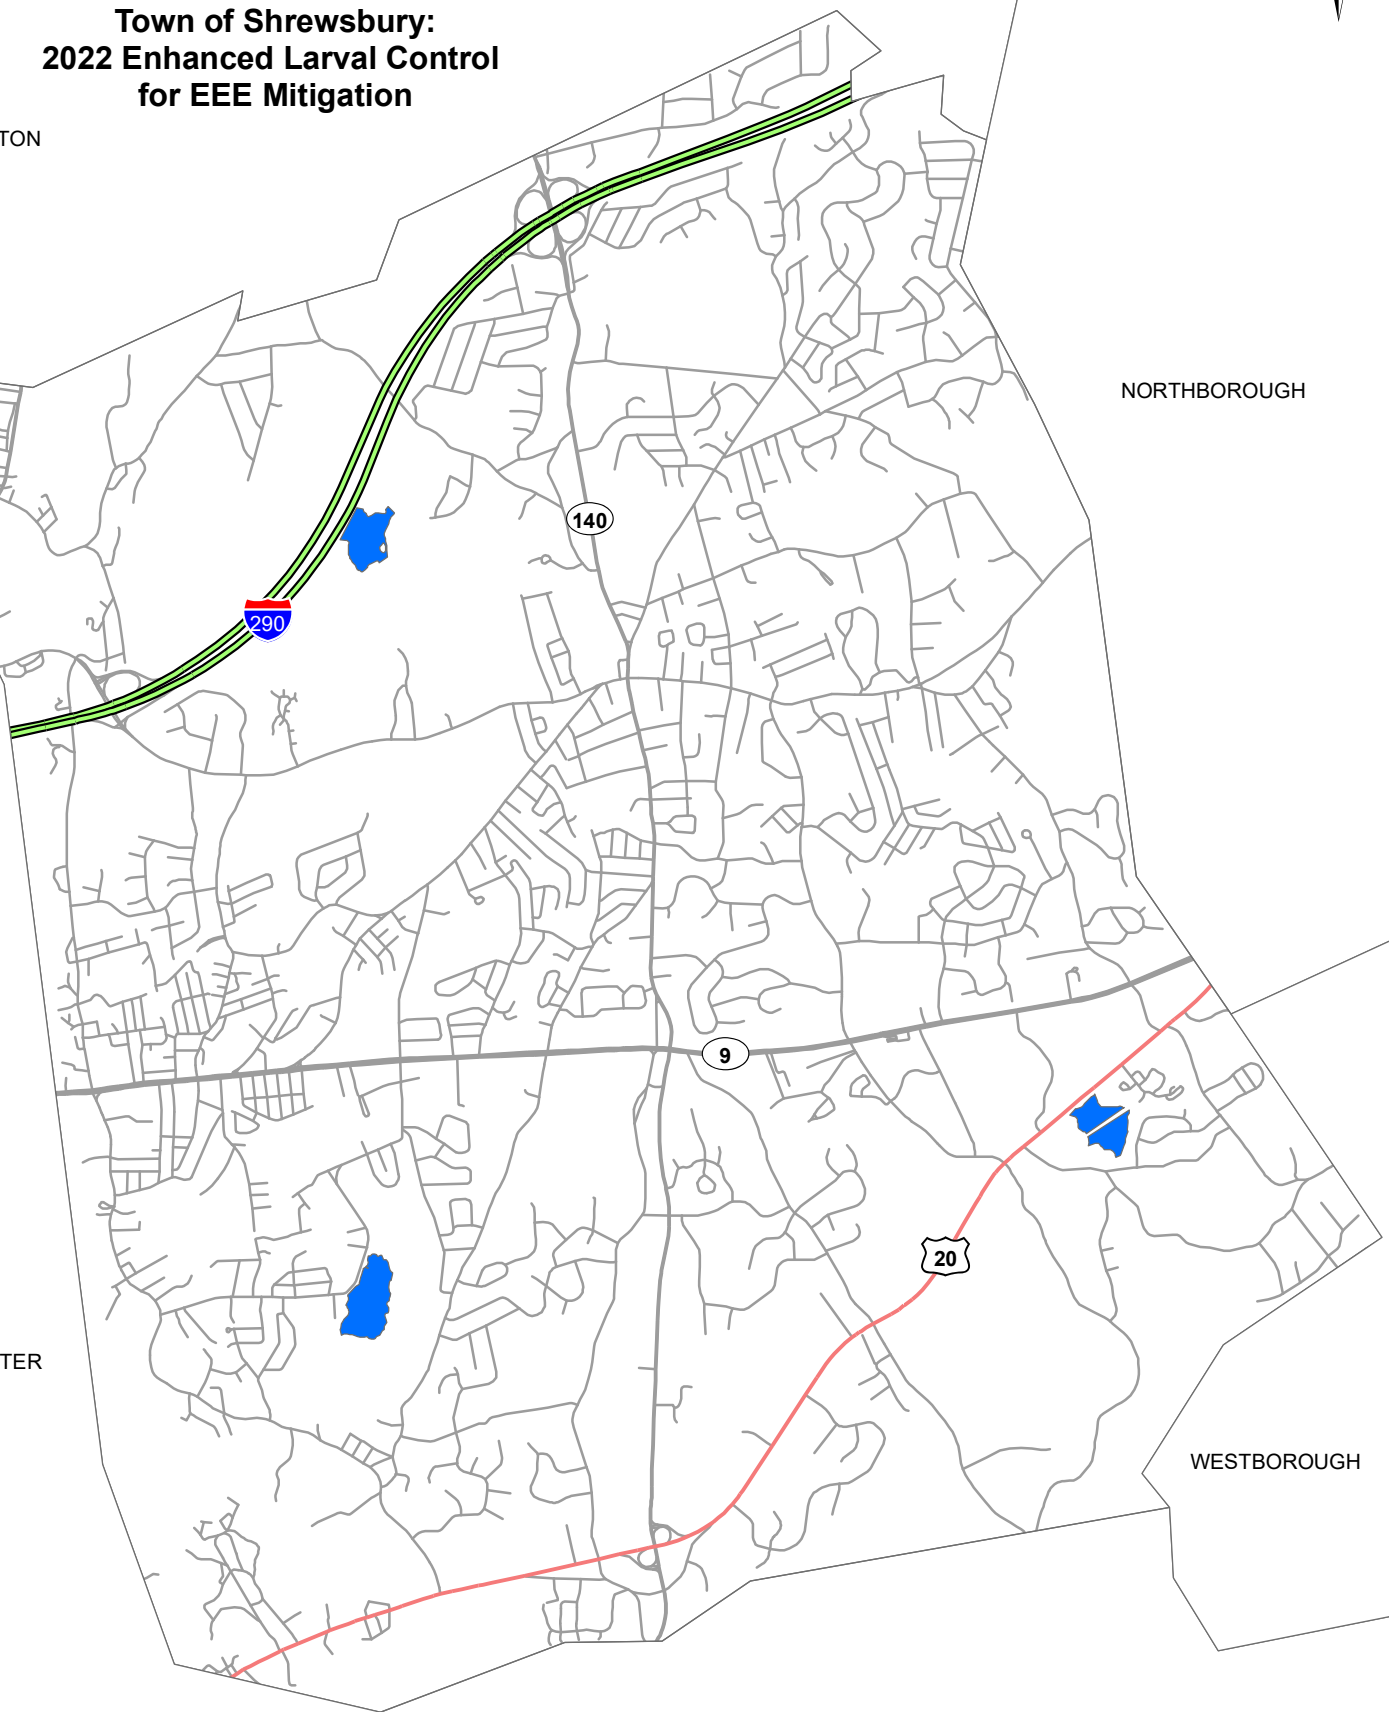 Town of Shrewsbury:
2022 Enhanced Larval Control
for EEE Mitigation
TON
NORTHBOROUGH
140
290
9
20
TER
WESTBOROUGH